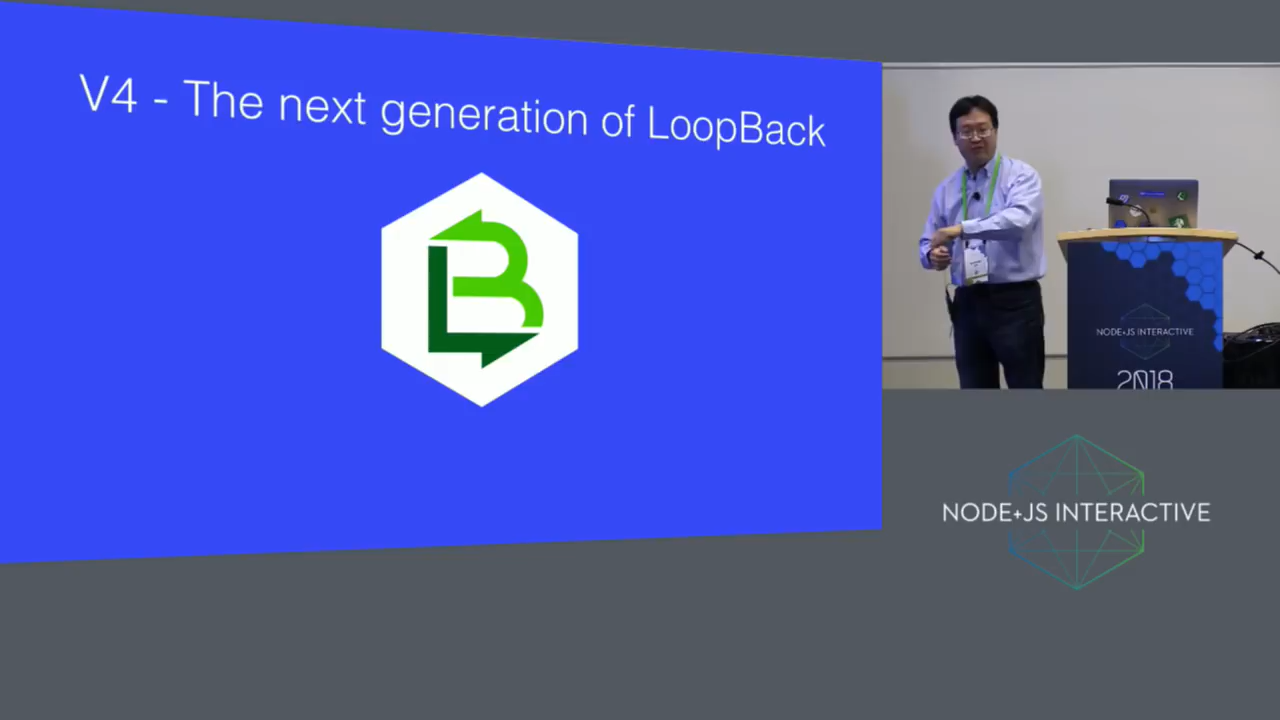 V4 - The next generation of LoopBack
NODE+JS INTERACTIVE
2018
NODE+JS INTERACTIVE